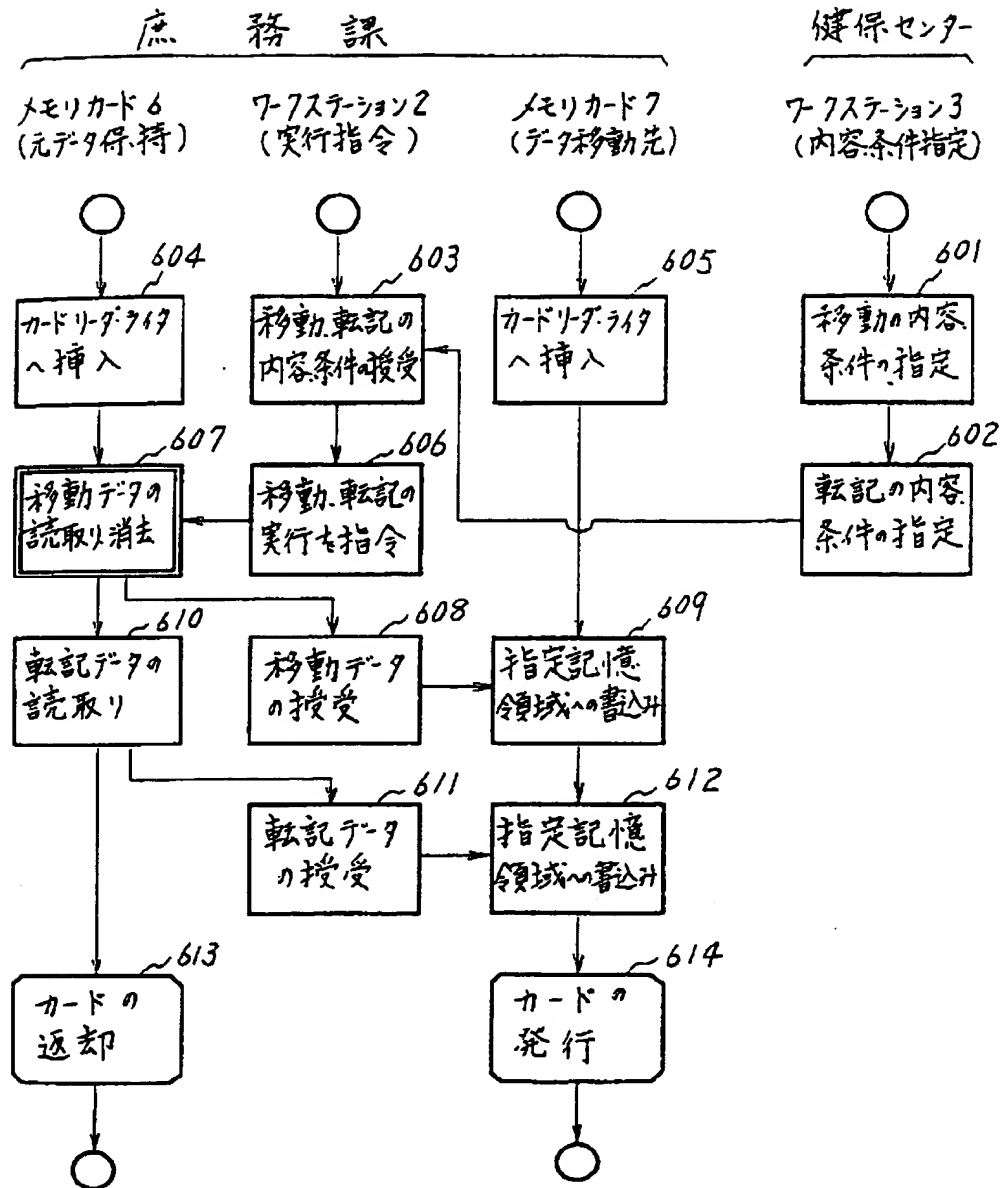 庶務課
健保センター
メモリカード6
(元データ保持)
ワークステーション2
(実行指令)
メモリカード7
(データ移動先)
ワークステーション3
(内容.条件指定)
604
カードリーダ・ライタ
へ挿入
603
移動、転記の
内容.条件の授受
605
カードリーダ・ライタ
へ挿入
601
移動の内容.
条件の指定
607
移動データの
読取り消去
606
移動、転記の
実行を指令
602
転記の内容.
条件の指定
610
転記データの
読取り
608
移動データ
の授受
609
指定記憶
領域への書込み
611
転記データ
の授受
612
指定記憶
領域への書込み
613
カードの
返却
614
カードの
発行